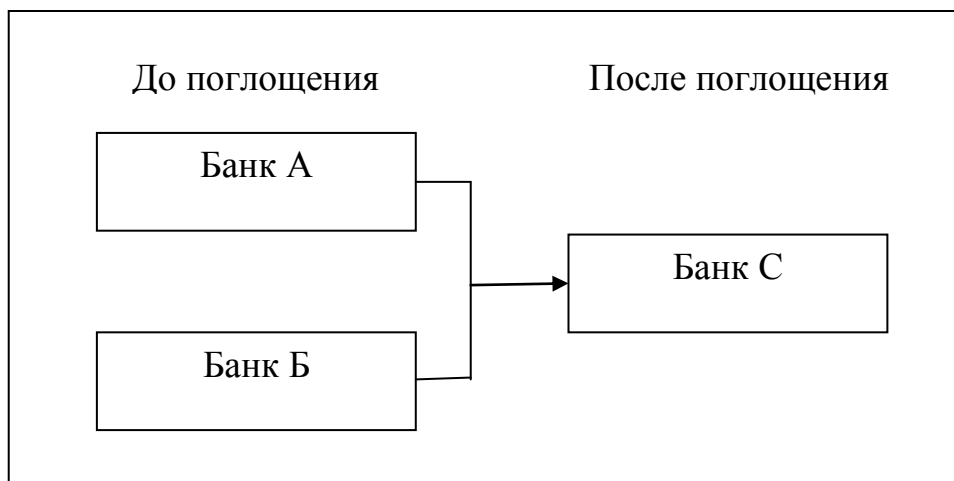 До поглощения
После поглощения
Банк А
Банк С
Банк Б